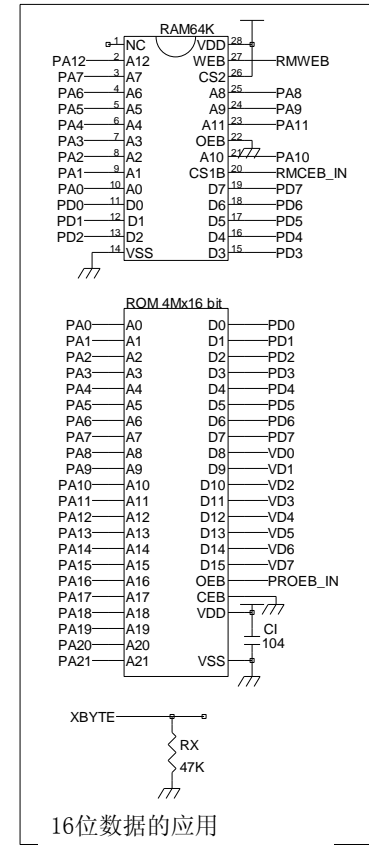 RAM64K
1 NC VDD 28
PA12 2 A12 WEB 27 RMWEB
PA7 3 A7 CS2 26
PA6 4 A6 A8 25 PA8
PA5 5 A5 A9 24 PA9
PA4 6 A4 A11 23 PA11
PA3 7 A3 OEB 22
PA2 8 A2 A10 21 PA10
PA1 9 A1 CS1B 20 RMCEB_IN
PA0 10 A0 D7 19 PD7
PD0 11 D0 D6 18 PD6
PD1 12 D1 D5 17 PD5
PD2 13 D2 D4 16 PD4
14 VSS D3 15 PD3
ROM 4Mx16 bit
PA0 A0 D0 PD0
PA1 A1 D1 PD1
PA2 A2 D2 PD2
PA3 A3 D3 PD3
PA4 A4 D4 PD4
PA5 A5 D5 PD5
PA6 A6 D6 PD6
PA7 A7 D7 PD7
PA8 A8 D8 VD0
PA9 A9 D9 VD1
PA10 A10 D10 VD2
PA11 A11 D11 VD3
PA12 A12 D12 VD4
PA13 A13 D13 VD5
PA14 A14 D14 VD6
PA15 A15 D15 VD7
PA16 A16 OEB PROEB_IN
PA17 A17 CEB
PA18 A18 VDD
PA19 A19 CI
PA20 A20 104
PA21 A21 VSS
XBYTE
RX
47K
16位数据的应用